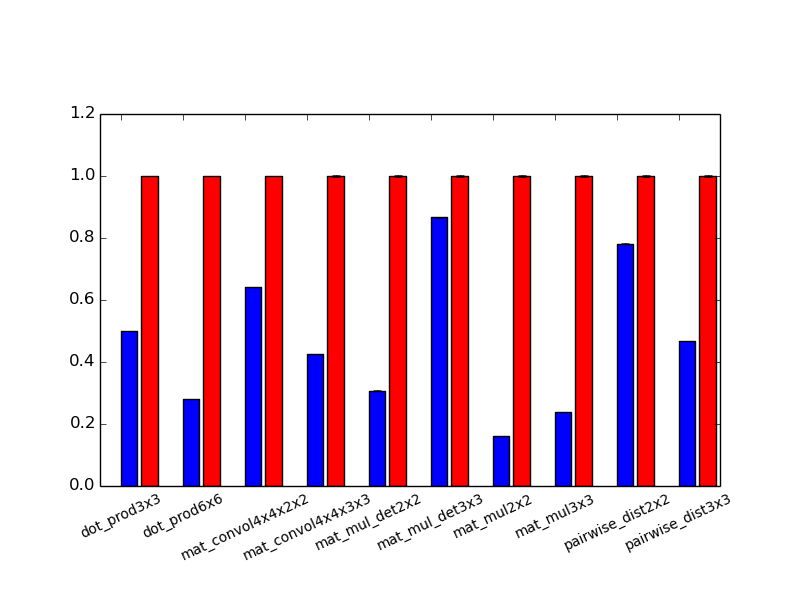 1.2
1.0
0.8
0.6
0.4
0.2
0.0
dot_prod3x3
dot_prod6x6
mat_convol4x4x2x2
mat_convol4x4x3x3
mat_mul_det2x2
mat_mul_det3x3
mat_mul2x2
mat_mul3x3
pairwise_dist2x2
pairwise_dist3x3